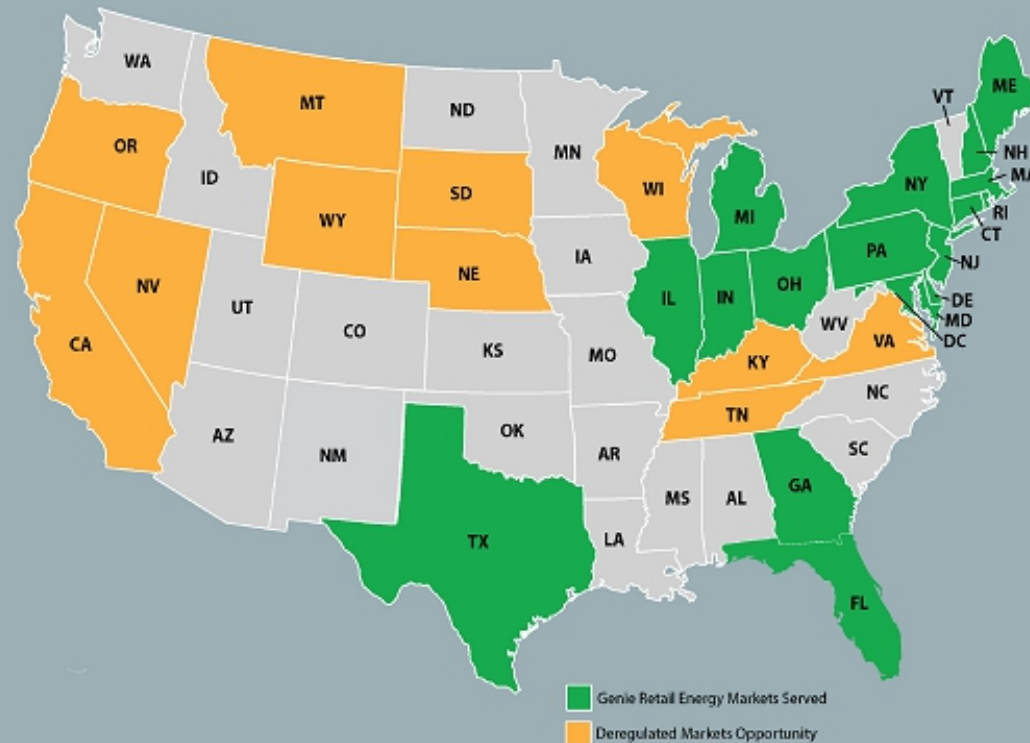 WA
MT
ND
MN
VT
ME
OR
ID
SD
WI
NH
MA
NY
MI
RI
CT
WY
NE
IA
PA
NJ
NV
UT
CO
IL
IN
OH
DE
MD
DC
CA
KS
MO
WV
VA
KY
NC
TN
AZ
NM
OK
AR
SC
TX
MS
AL
GA
LA
FL
Genie Retail Energy Markets Served
Deregulated Markets Opportunity